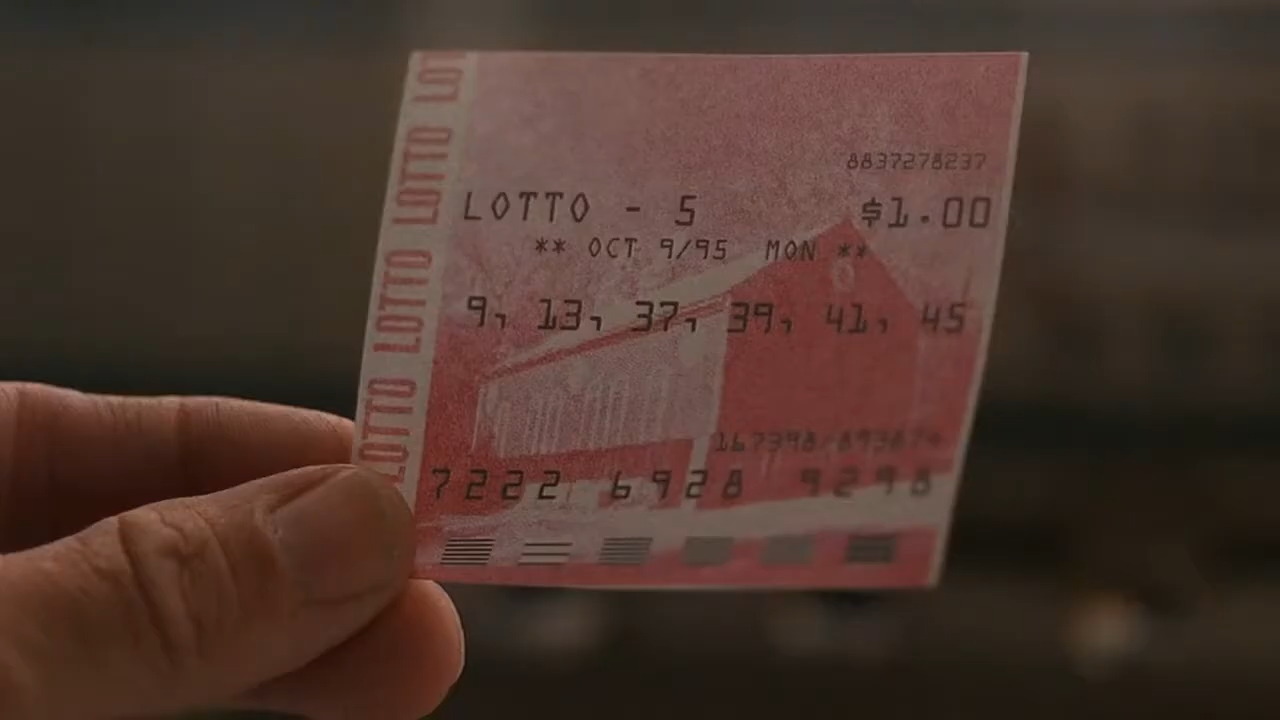 LOTTO LOTTO LOTTO LOT
8837278237
LOTTO - 5 $1.00
** OCT 9/95 MON **
9, 13, 37, 39, 41, 45
7222 6928 9298